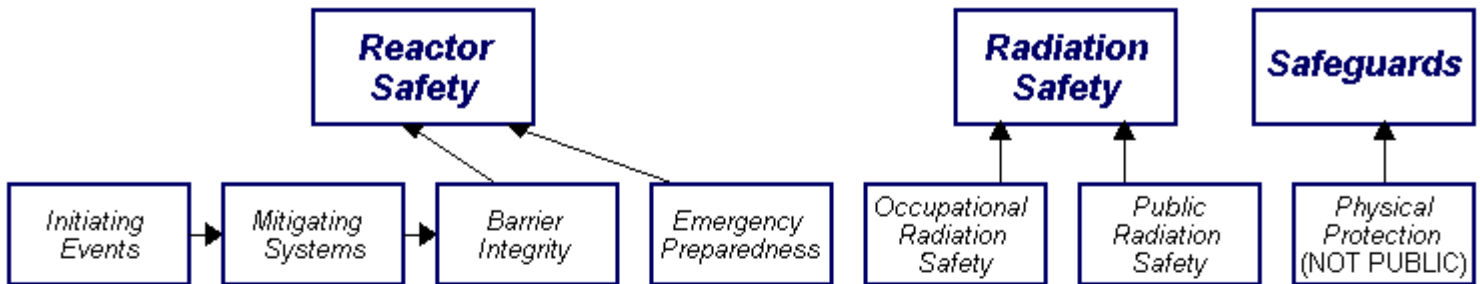 Reactor
Safety
Radiation
Safety
Safeguards
Initiating
Events
Mitigating
Systems
Barrier
Integrity
Emergency
Preparedness
Occupational
Radiation
Safety
Public
Radiation
Safety
Physical
Protection
(NOT PUBLIC)